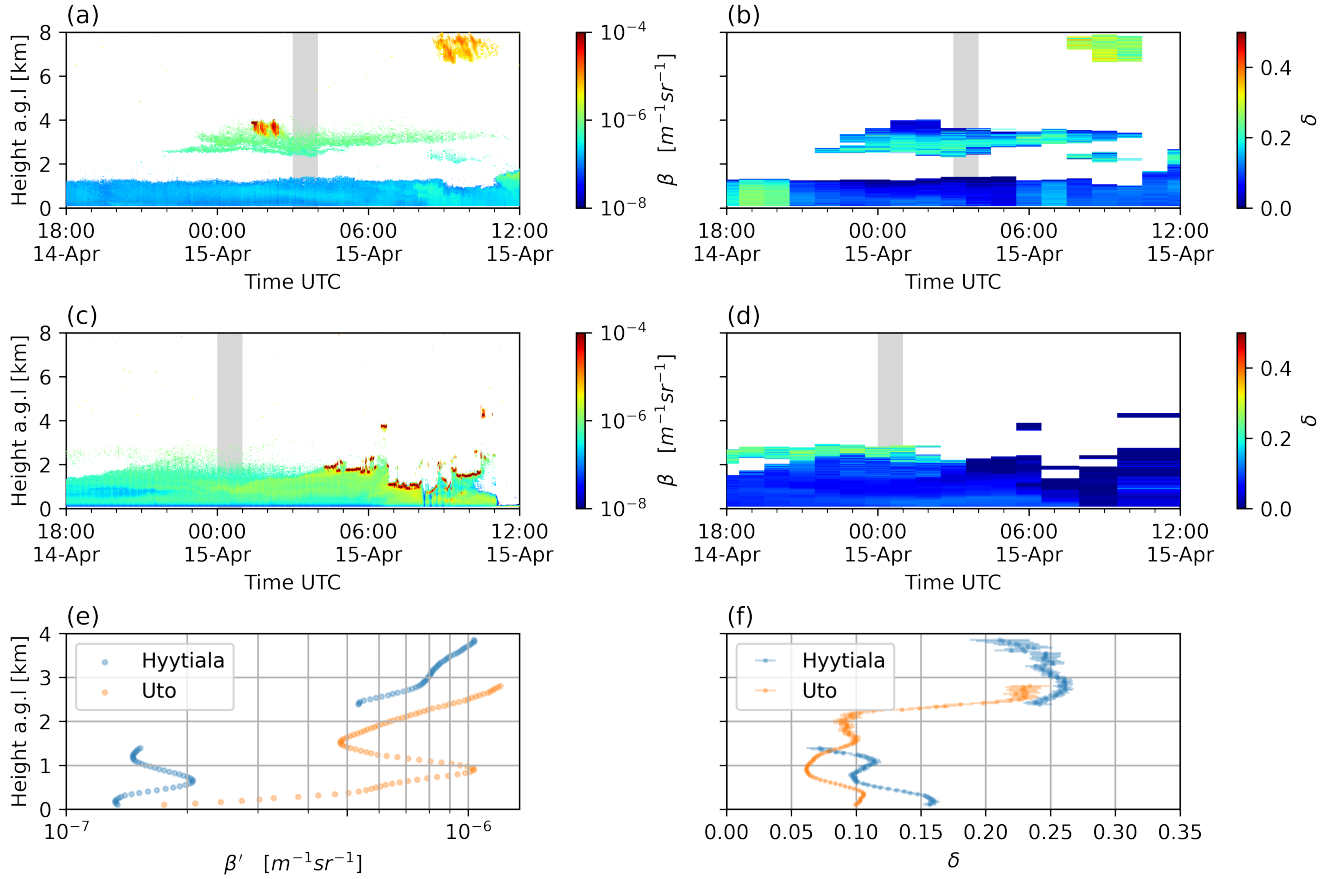 (a)
(b)
Height a.g.l [km]
8
6
4
2
0
18:00
14-Apr
00:00
15-Apr
06:00
15-Apr
12:00
15-Apr
Time UTC
10⁻⁴
10⁻⁶
10⁻⁸
β [m⁻¹sr⁻¹]
18:00
14-Apr
00:00
15-Apr
06:00
15-Apr
12:00
15-Apr
Time UTC
0.4
0.2
0.0
δ
(c)
(d)
Height a.g.l [km]
8
6
4
2
0
18:00
14-Apr
00:00
15-Apr
06:00
15-Apr
12:00
15-Apr
Time UTC
10⁻⁴
10⁻⁶
10⁻⁸
β [m⁻¹sr⁻¹]
18:00
14-Apr
00:00
15-Apr
06:00
15-Apr
12:00
15-Apr
Time UTC
0.4
0.2
0.0
δ
(e)
(f)
Height a.g.l [km]
4
3
2
1
0
Hyytiala
Uto
10⁻⁷
10⁻⁶
β′ [m⁻¹sr⁻¹]
Hyytiala
Uto
0.00 0.05 0.10 0.15 0.20 0.25 0.30 0.35
δ